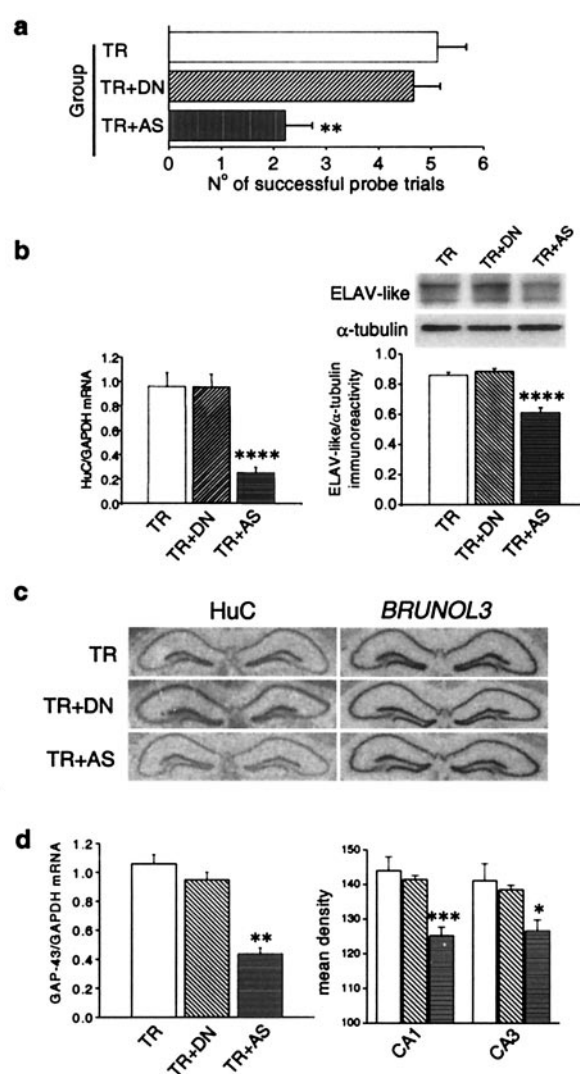 a
Group
TR
TR+DN
TR+AS
**
0 1 2 3 4 5 6
N° of successful probe trials
b
TR TR+DN TR+AS
ELAV-like
α-tubulin
HuC/GAPDH mRNA
1.2
1.0
0.8
0.6
0.4
0.2
0.0
****
TR TR+DN TR+AS
ELAV-like/α-tubulin
immunoreactivity
1.0
0.8
0.6
0.4
0.2
0.0
****
TR TR+DN TR+AS
c
HuC BRUNOL3
TR
TR+DN
TR+AS
d
GAP-43/GAPDH mRNA
1.2
1.0
0.8
0.6
0.4
0.2
0.0
**
TR TR+DN TR+AS
mean density
150
140
130
120
110
100
*** *
CA1 CA3